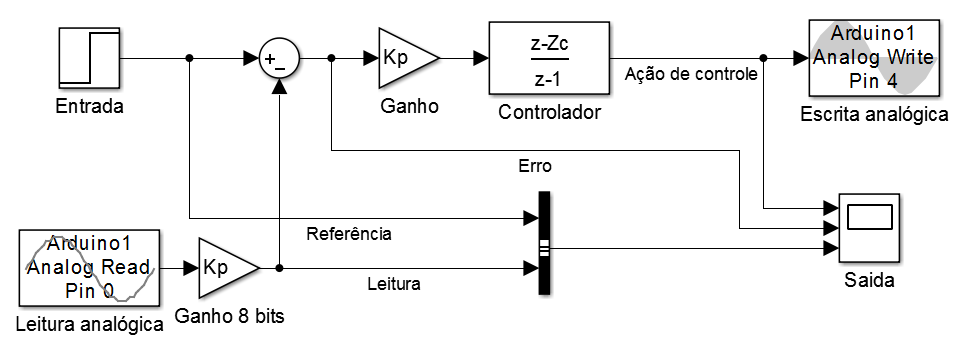 Entrada
+
_
Kp
Ganho
z-Zc
z-1
Controlador
Ação de controle
Arduino1
Analog Write
Pin 4
Escrita analógica
Erro
Referência
Arduino1
Analog Read
Pin 0
Leitura analógica
Kp
Ganho 8 bits
Leitura
Saida